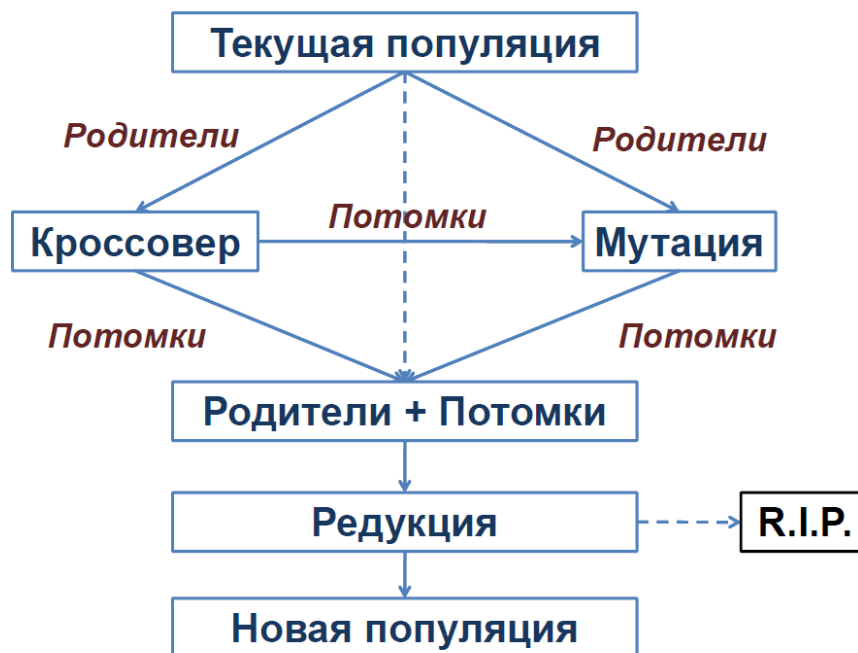 Текущая популяция
Родители
Родители
Потомки
Кроссовер
Мутация
Потомки
Потомки
Родители + Потомки
Редукция
R.I.P.
Новая популяция